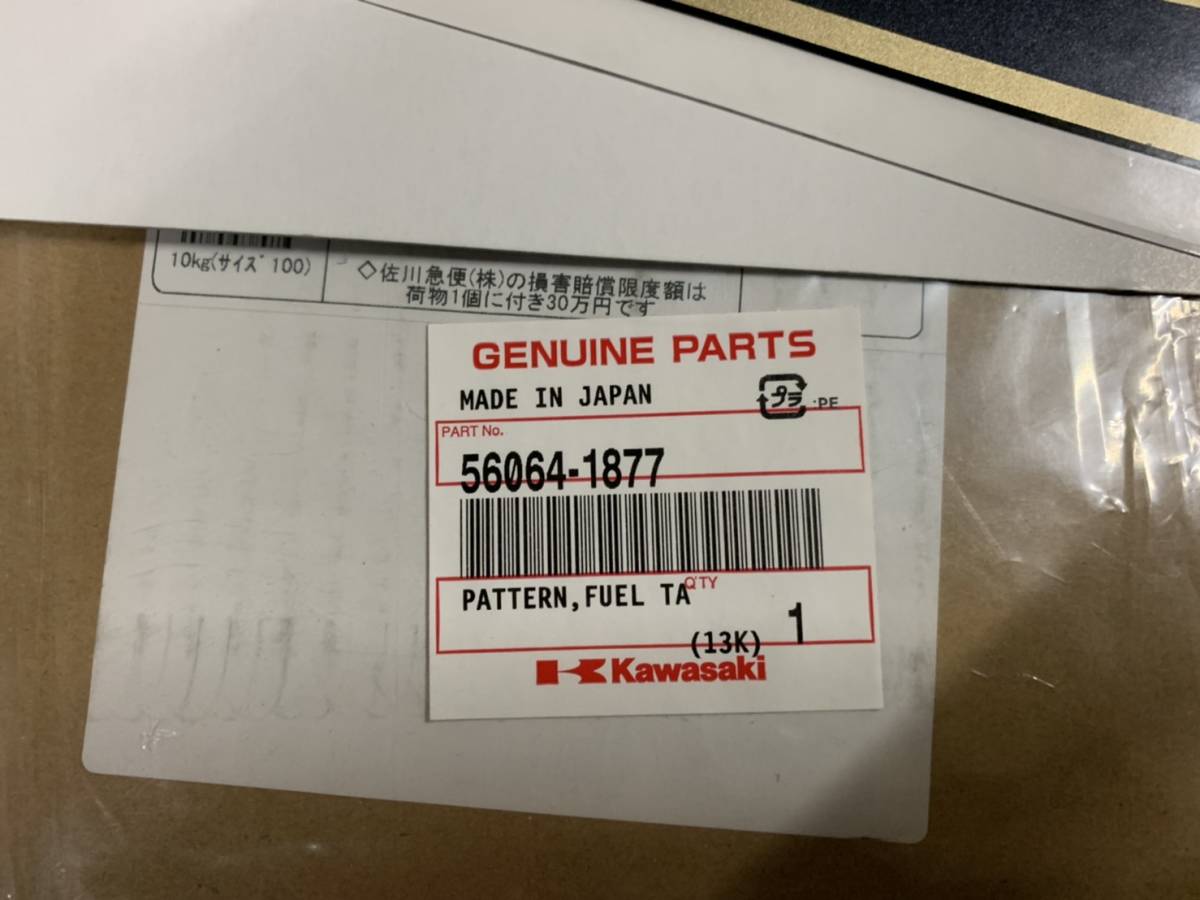 10kg(サイズ 100)
◇佐川急便(株)の損害賠償限度額は
荷物1個に付き30万円です
GENUINE PARTS
MADE IN JAPAN
プラ
:PE
PART No.
56064-1877
PATTERN,FUEL TA
Q'TY
(13K)
1
Kawasaki